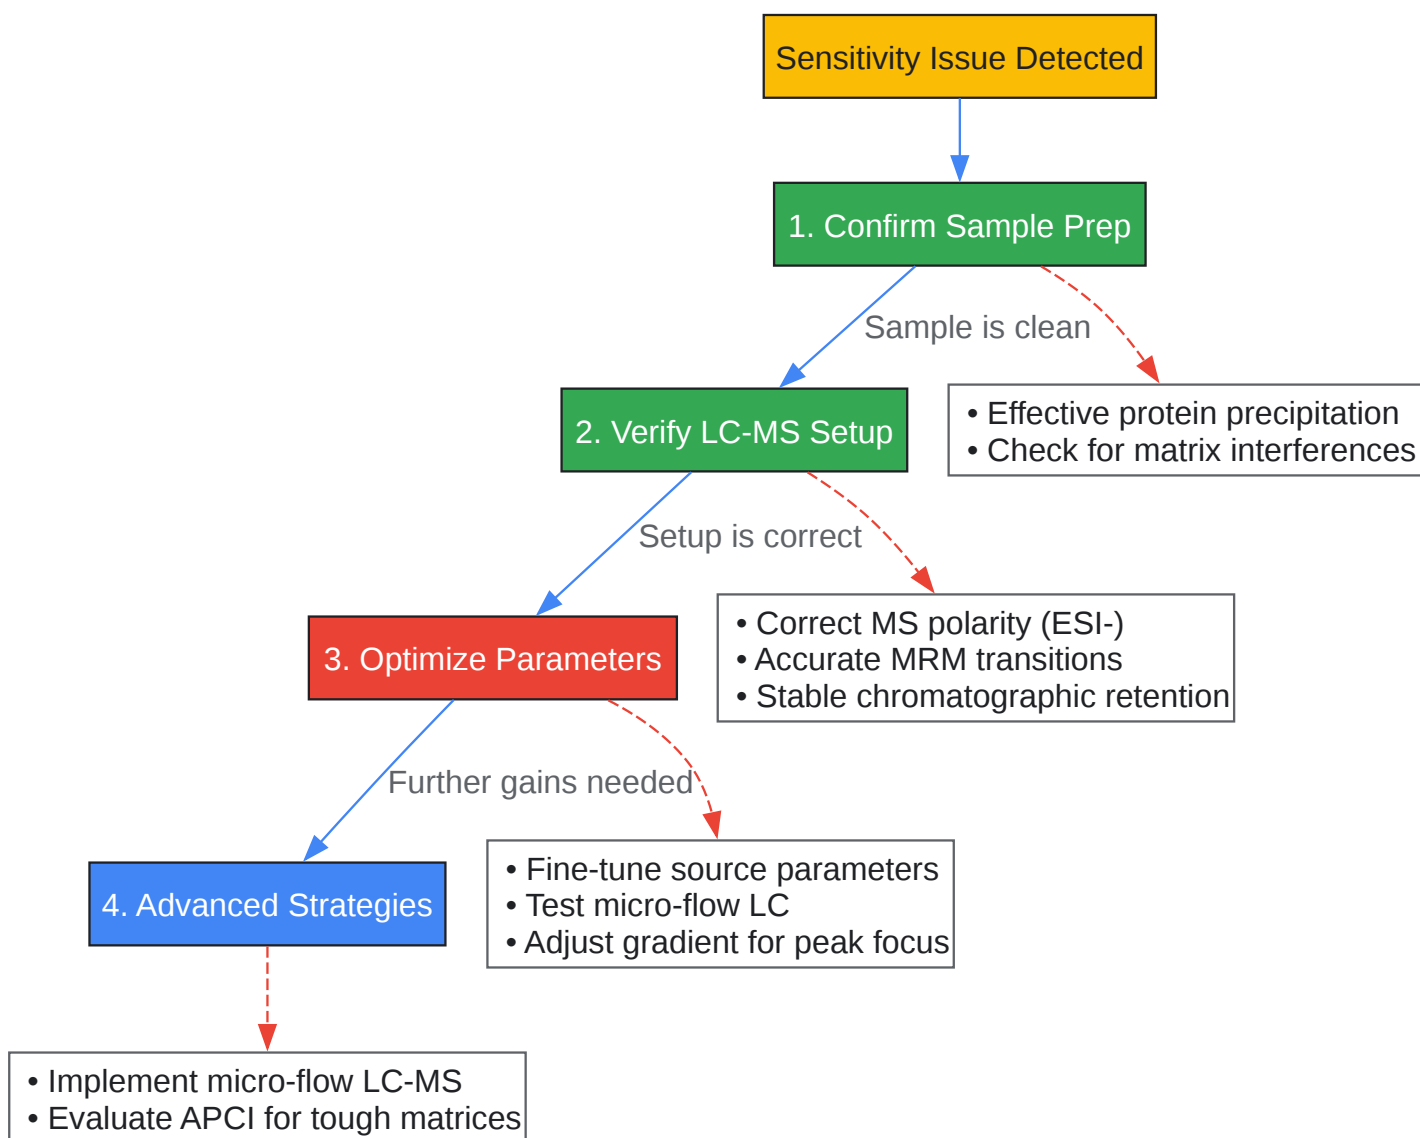 Sensitivity Issue Detected
1. Confirm Sample Prep
Sample is clean
• Effective protein precipitation
• Check for matrix interferences
2. Verify LC-MS Setup
Setup is correct
• Correct MS polarity (ESI-)
• Accurate MRM transitions
• Stable chromatographic retention
3. Optimize Parameters
Further gains needed
• Fine-tune source parameters
• Test micro-flow LC
• Adjust gradient for peak focus
4. Advanced Strategies
• Implement micro-flow LC-MS
• Evaluate APCI for tough matrices